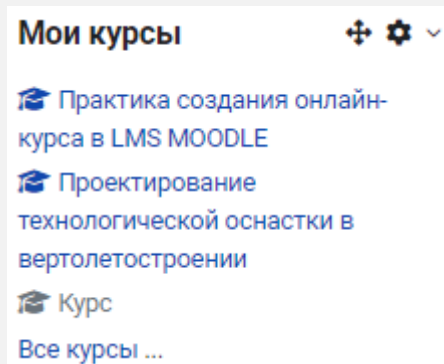 Мои курсы
Практика создания онлайн-
курса в LMS MOODLE
Проектирование
технологической оснастки в
вертолетостроении
Курс
Все курсы ...